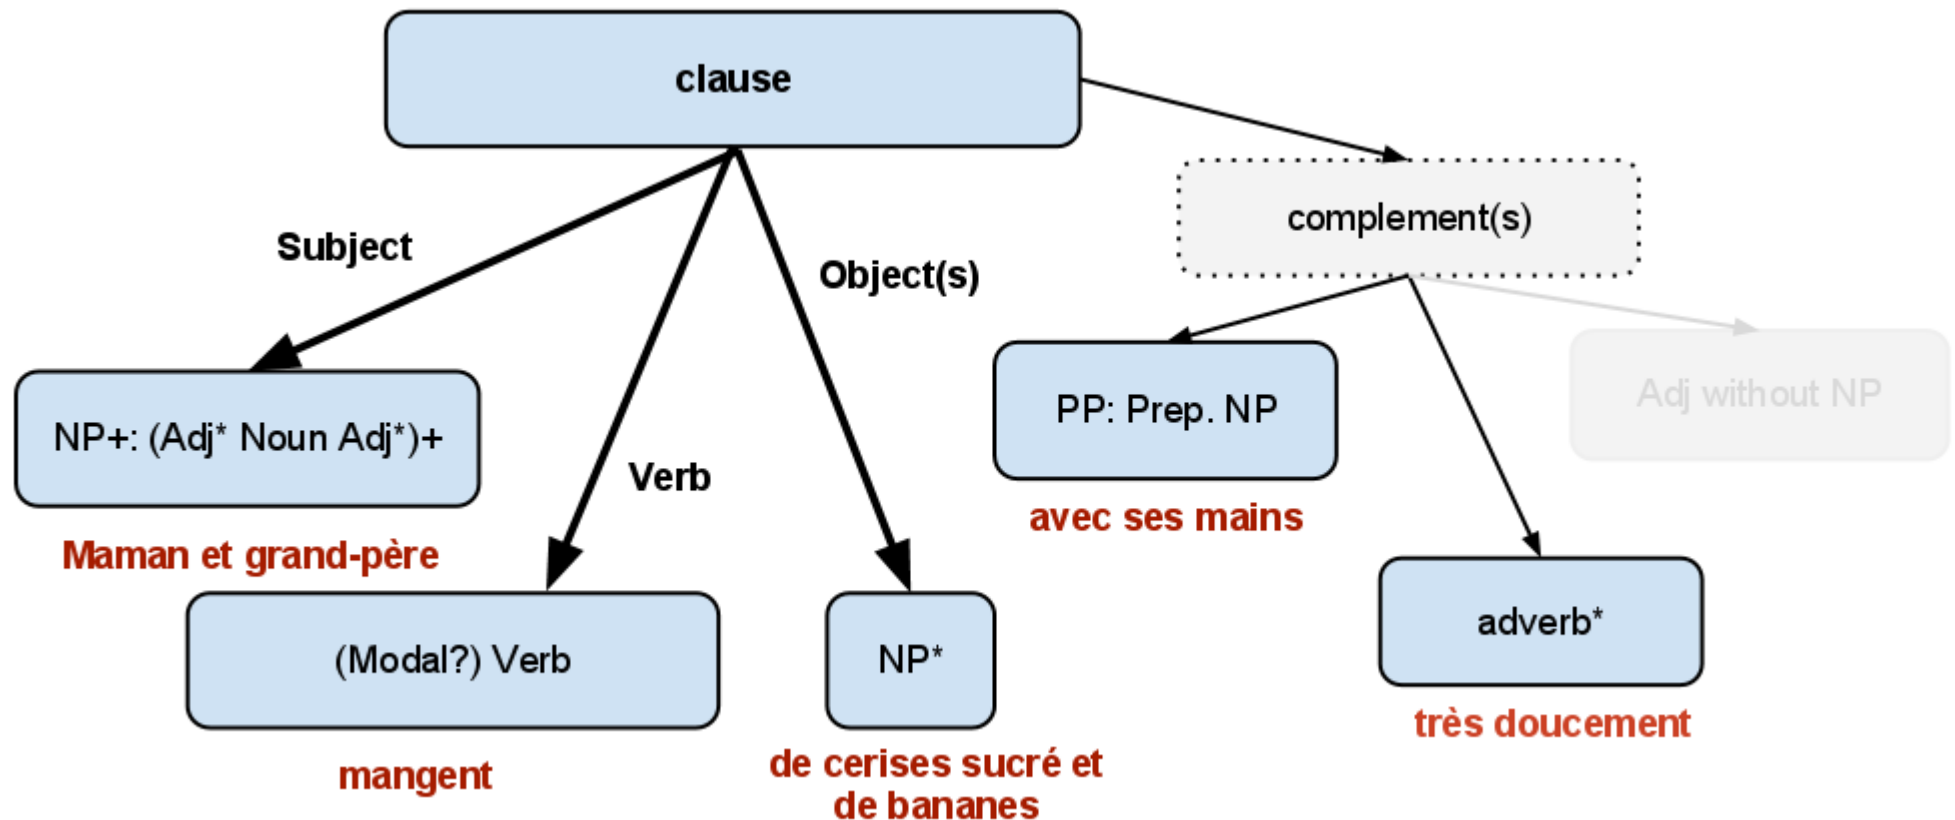 clause
complement(s)
Subject
Object(s)
Verb
NP+: (Adj* Noun Adj*)+
Maman et grand-père
(Modal?) Verb
mangent
NP*
de cerises sucré et
de bananes
PP: Prep. NP
avec ses mains
adverb*
très doucement
Adj without NP